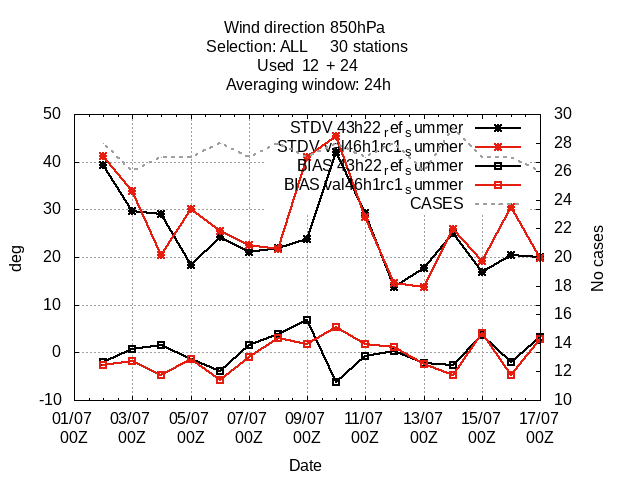 Wind direction 850hPa
Selection: ALL 30 stations
Used 12 + 24
Averaging window: 24h
50 30
STDV 43h22_ref_summer
28
STDV val46h1rc1_summer
40
BIAS 43h22_ref_summer
26
BIAS val46h1rc1_summer
24
CASES
30
22
deg
No cases
20 20
18
10
16
14
0
12
-10 10
01/07 03/07 05/07 07/07 09/07 11/07 13/07 15/07 17/07
00Z 00Z 00Z 00Z 00Z 00Z 00Z 00Z 00Z
Date